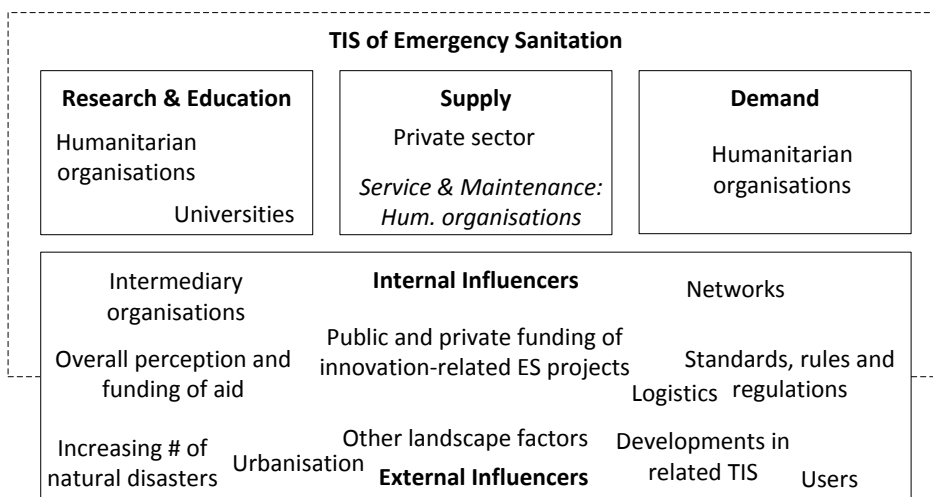 TIS of Emergency Sanitation
Research & Education
Humanitarian
organisations
Universities
Supply
Private sector
Service & Maintenance:
Hum. organisations
Demand
Humanitarian
organisations
Intermediary
organisations
Internal Influencers
Networks
Public and private funding of
innovation-related ES projects
Overall perception and
funding of aid
Standards, rules and
regulations
Logistics
Increasing # of
natural disasters
Urbanisation
Other landscape factors
External Influencers
Developments in
related TIS
Users